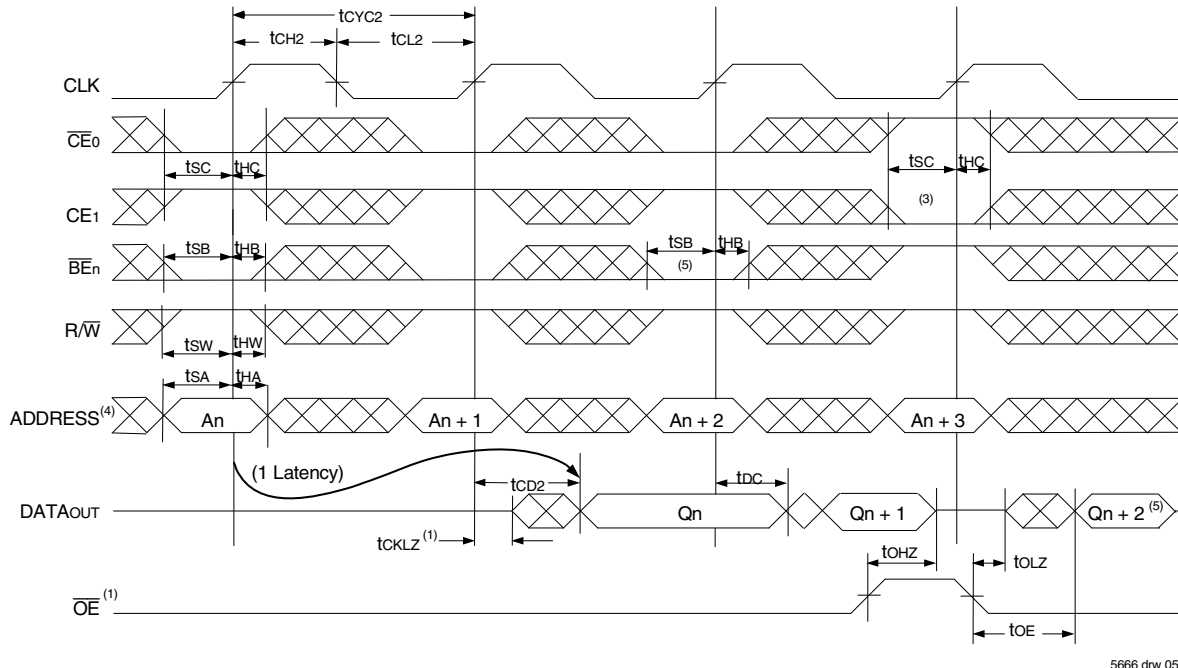 tCYC2
tCH2 tCL2
CLK
CE0
tSC tHC tSC tHC
(3)
CE1
tSB tHB tSB tHB
BEn (5)
R/W
tSW tHW
tSA tHA
ADDRESS(4) An An + 1 An + 2 An + 3
(1 Latency) tCD2 tDC
DATAOUT Qn Qn + 1 Qn + 2 (5)
tCKLZ (1)
tOHZ tOLZ
OE (1)
tOE
5666 drw 05